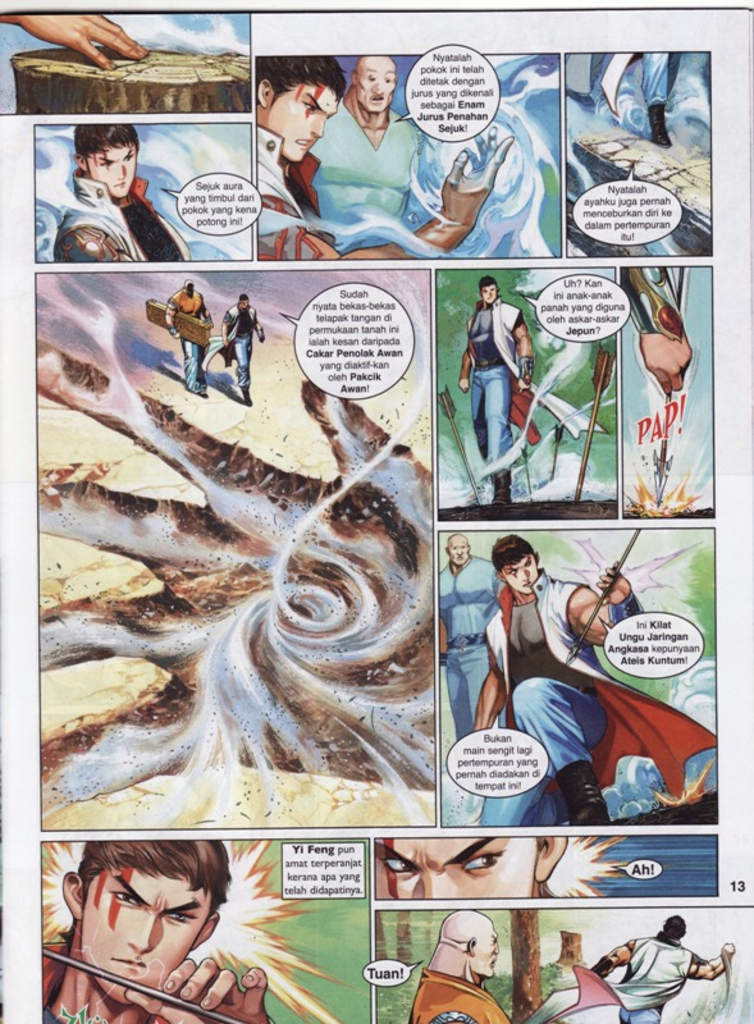 Sejuk aura
yang timbul dari
pokok yang kena
potong ini!
Nyatalah
pokok ini telah
ditetak dengan
jurus yang dikenali
sebagai Enam
Jurus Penahan
Sejuk!
Nyatalah
ayahku juga pernah
menceburkan diri ke
dalam pertempuran
itu!
Sudah
nyata bekas-bekas
telapak tangan di
permukaan tanah ini
ialah kesan daripada
Cakar Penolak Awan
yang diaktif-kan
oleh Pakcik
Awan!
Uh? Kan
ini anak-anak
panah yang diguna
oleh askar-askar
Jepun?
PAP!
Ini Kilat
Ungu Jaringan
Angkasa kepunyaan
Ateis Kuntum!
Bukan
main sengit lagi
pertempuran yang
pernah diadakan di
tempat ini!
Yi Feng pun
amat terperanjat
kerana apa yang
telah didapatinya.
Ah!
13
Tuan!